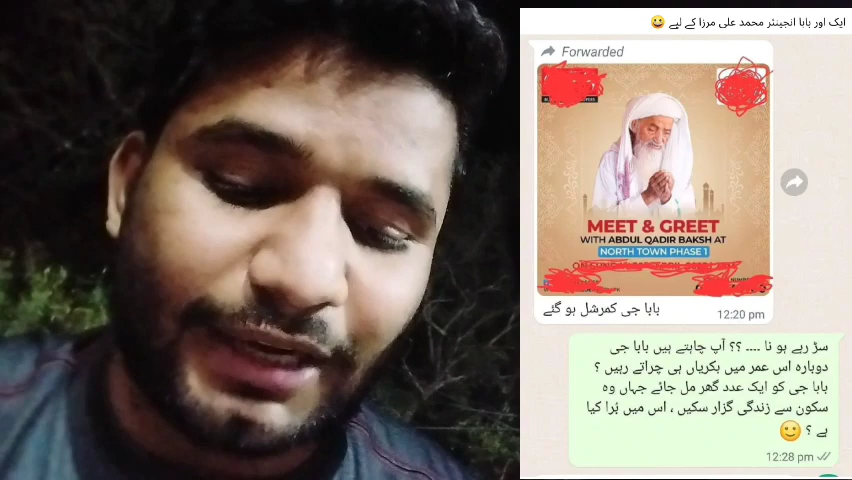 ایک اور بابا انجینئر محمد علی مرزا کے لیے 😀
Forwarded
MEET & GREET
WITH ABDUL QADIR BAKSH AT
NORTH TOWN PHASE 1
بابا جی کمرشل ہو گئے
12:20 pm
سڑ رہے ہو نا .... ؟؟ آپ چاہتے ہیں بابا جی
دوبارہ اس عمر میں بکریاں ہی چراتے رہیں ؟
بابا جی کو ایک عدد گھر مل جائے جہاں وہ
سکون سے زندگی گزار سکیں ، اس میں بُرا کیا
ہے ؟ 🙂
12:28 pm